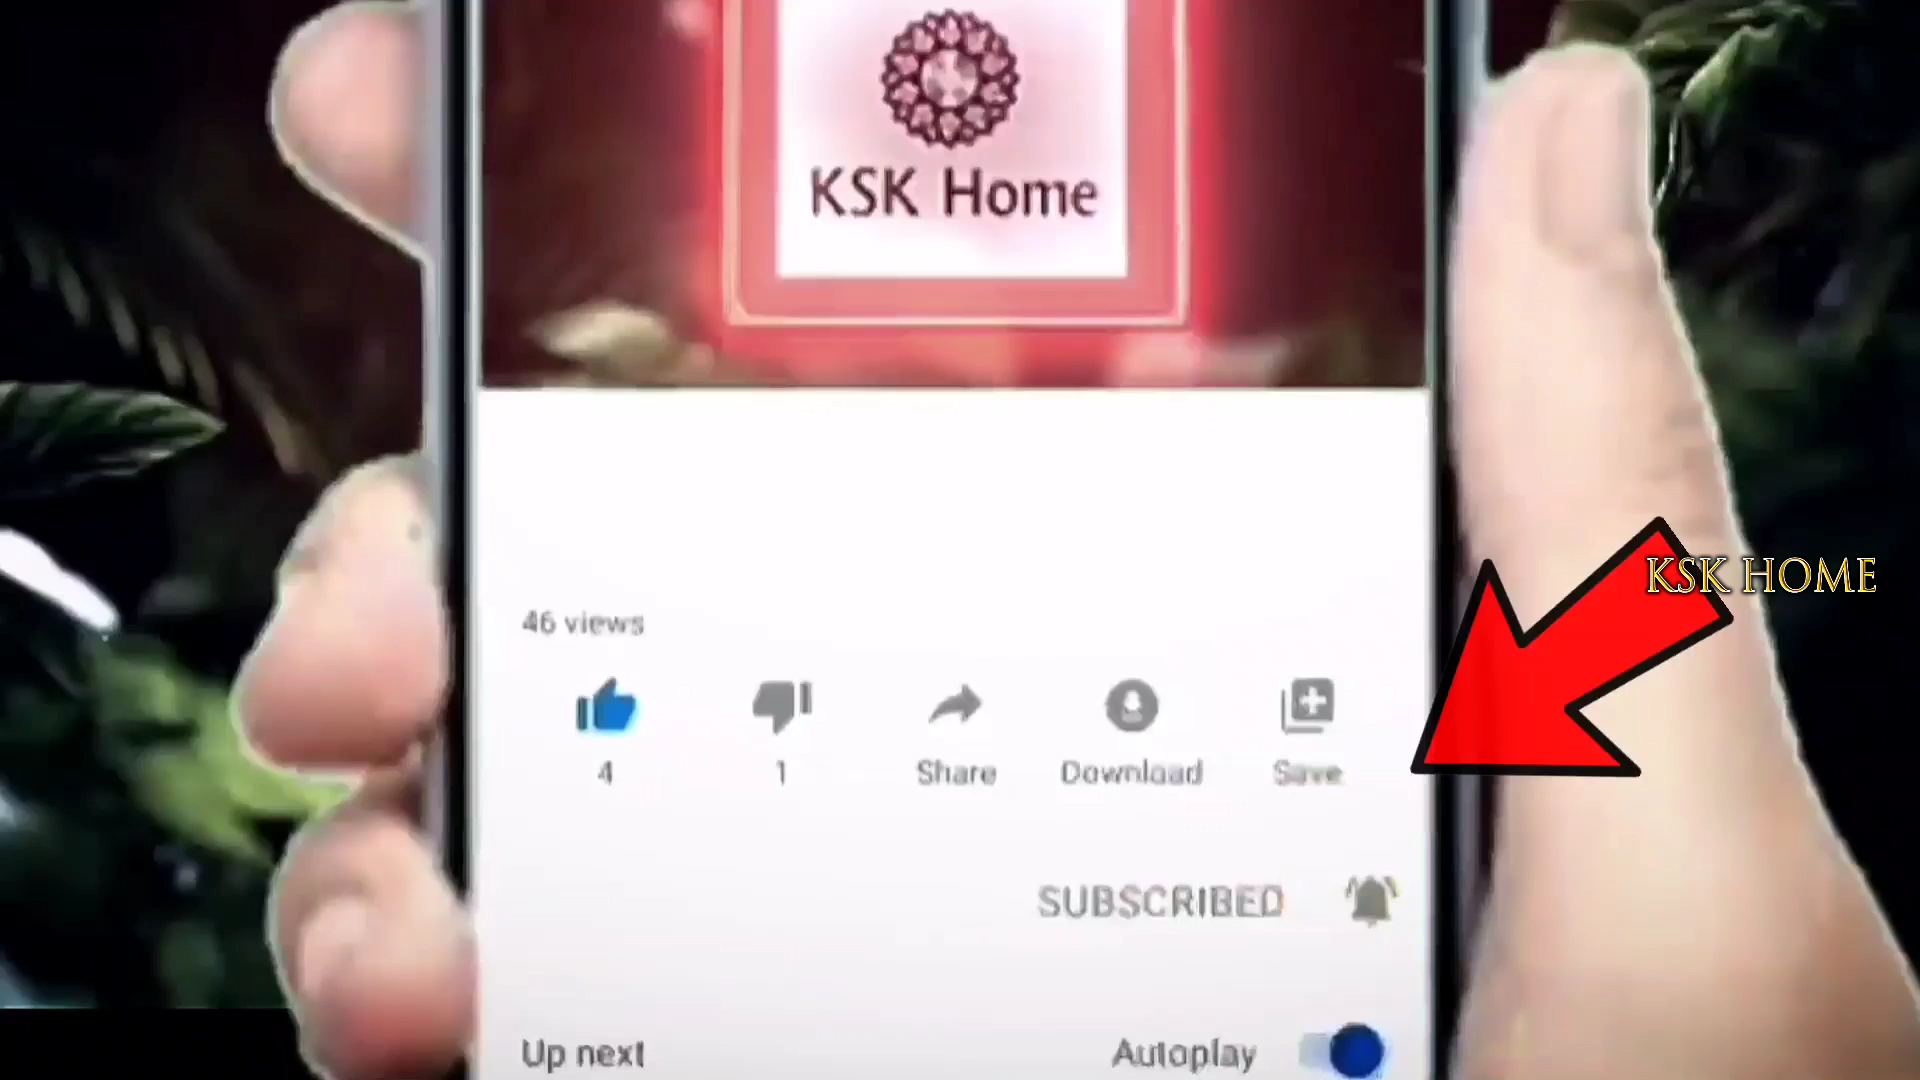 KSK Home
KSK HOME
46 views
4
1
Share
Download
Save
SUBSCRIBED
Up next
Autoplay